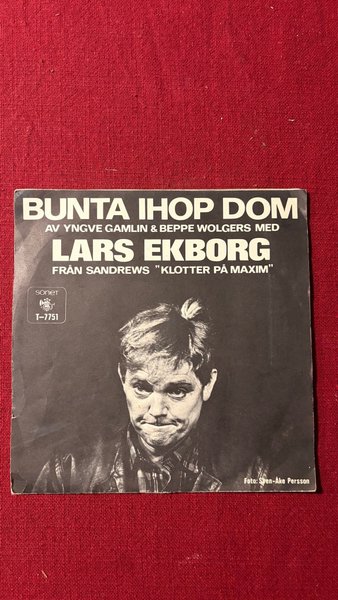 BUNTA IHOP DOM
AV YNGVE GAMLIN & BEPPE WOLGERS MED
LARS EKBORG
FRÅN SANDREWS "KLOTTER PÅ MAXIM"
sonet
T-7751
Foto: Sven-Åke Persson